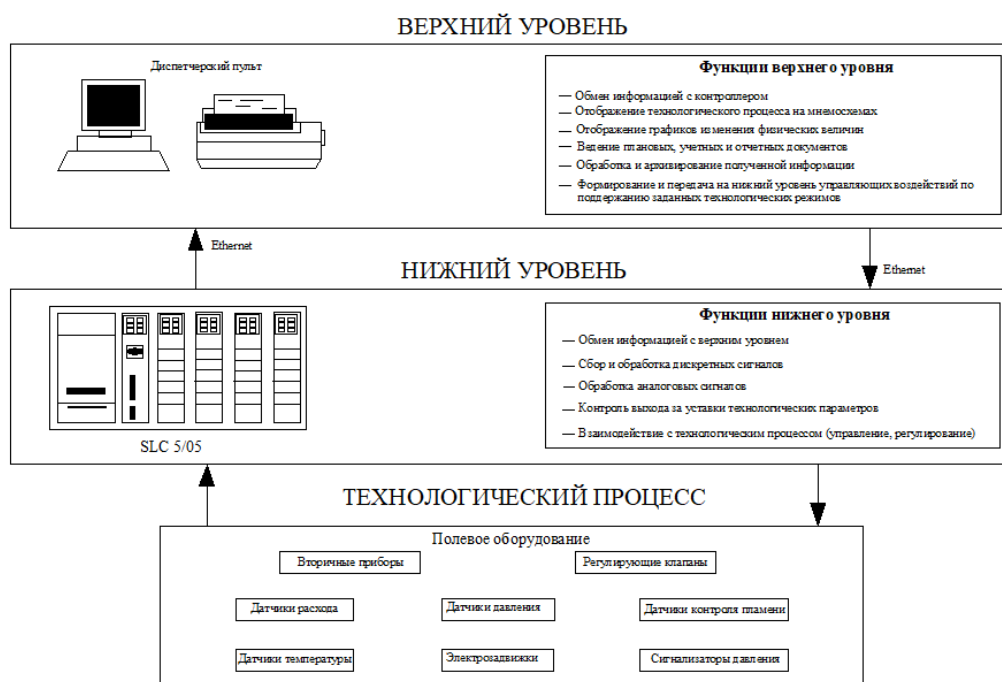 ВЕРХНИЙ УРОВЕНЬ
Диспетчерский пульт
Функции верхнего уровня
— Обмен информацией с контроллером
— Отображение технологического процесса на мнемосхемах
— Отображение графиков изменения физических величин
— Ведение плановых, учетных и отчетных документов
— Обработка и архивирование полученной информации
— Формирование и передача на нижний уровень управляющих воздействий по
поддержанию заданных технологических режимов
Ethernet
Ethernet
НИЖНИЙ УРОВЕНЬ
SLC 5/05
Функции нижнего уровня
— Обмен информацией с верхним уровнем
— Сбор и обработка дискретных сигналов
— Обработка аналоговых сигналов
— Контроль выхода за уставки технологических параметров
— Взаимодействие с технологическим процессом (управление, регулирование)
ТЕХНОЛОГИЧЕСКИЙ ПРОЦЕСС
Полевое оборудование
Вторичные приборы
Регулирующие клапаны
Датчики расхода
Датчики давления
Датчики контроля пламени
Датчики температуры
Электрозадвижки
Сигнализаторы давления